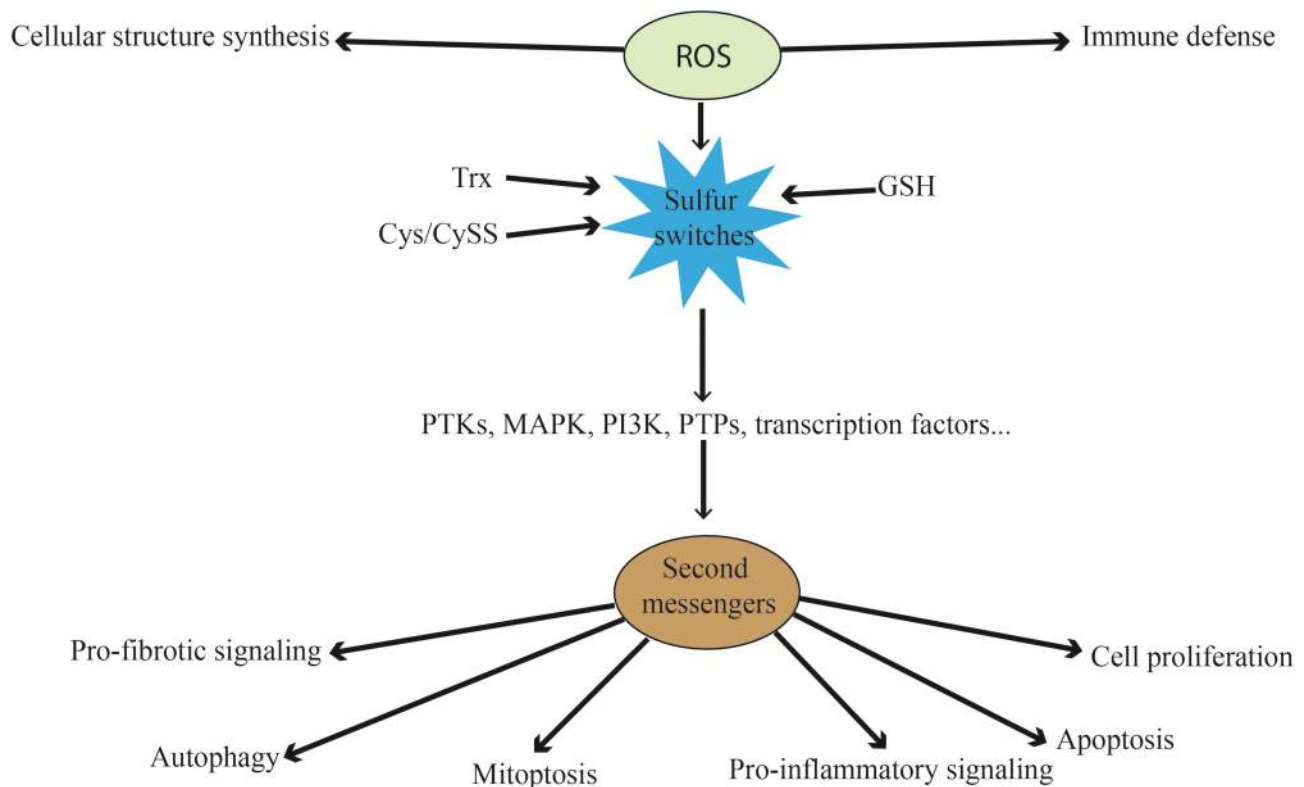 Cellular structure synthesis
ROS
Immune defense
Trx
GSH
Sulfur
switches
Cys/CySS
PTKs, MAPK, PI3K, PTPs, transcription factors...
Second
messengers
Pro-fibrotic signaling
Cell proliferation
Autophagy
Mitoptosis
Pro-inflammatory signaling
Apoptosis